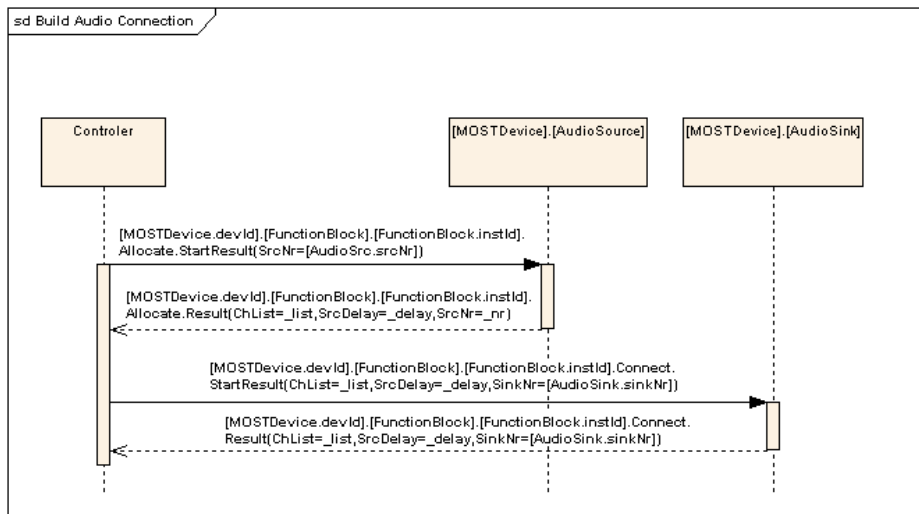 sd Build Audio Connection
Controler
[MOSTDevice].[AudioSource]
[MOSTDevice].[AudioSink]
[MOSTDevice.devId].[FunctionBlock].[FunctionBlock.instId].
Allocate.StartResult(SrcNr=[AudioSrc.srcNr])
[MOSTDevice.devId].[FunctionBlock].[FunctionBlock.instId].
Allocate.Result(ChList=_list,SrcDelay=_delay,SrcNr=_nr)
[MOSTDevice.devId].[FunctionBlock].[FunctionBlock.instId].Connect.
StartResult(ChList=_list,SrcDelay=_delay,SinkNr=[AudioSink.sinkNr])
[MOSTDevice.devId].[FunctionBlock].[FunctionBlock.instId].Connect.
Result(ChList=_list,SrcDelay=_delay,SinkNr=[AudioSink.sinkNr])